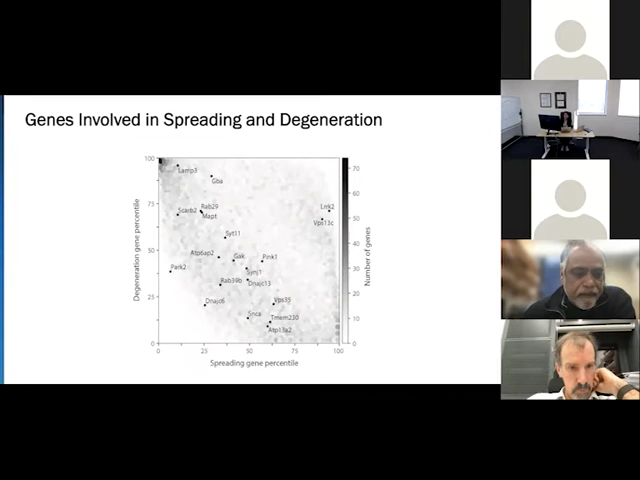 Genes Involved in Spreading and Degeneration
100
75
50
25
0
Degeneration gene percentile
Lamp3
Gba
Scarb2
Rab29
Mapt
Lrrk2
Vps13c
Syt11
Atp6ap2
Gak
Pink1
Park2
Synj1
Rab39b
Dnajc13
Dnajc6
Vps35
Snca
Tmem230
Atp13a2
0
25
50
75
100
Spreading gene percentile
70
60
50
40
30
20
10
0
Number of genes